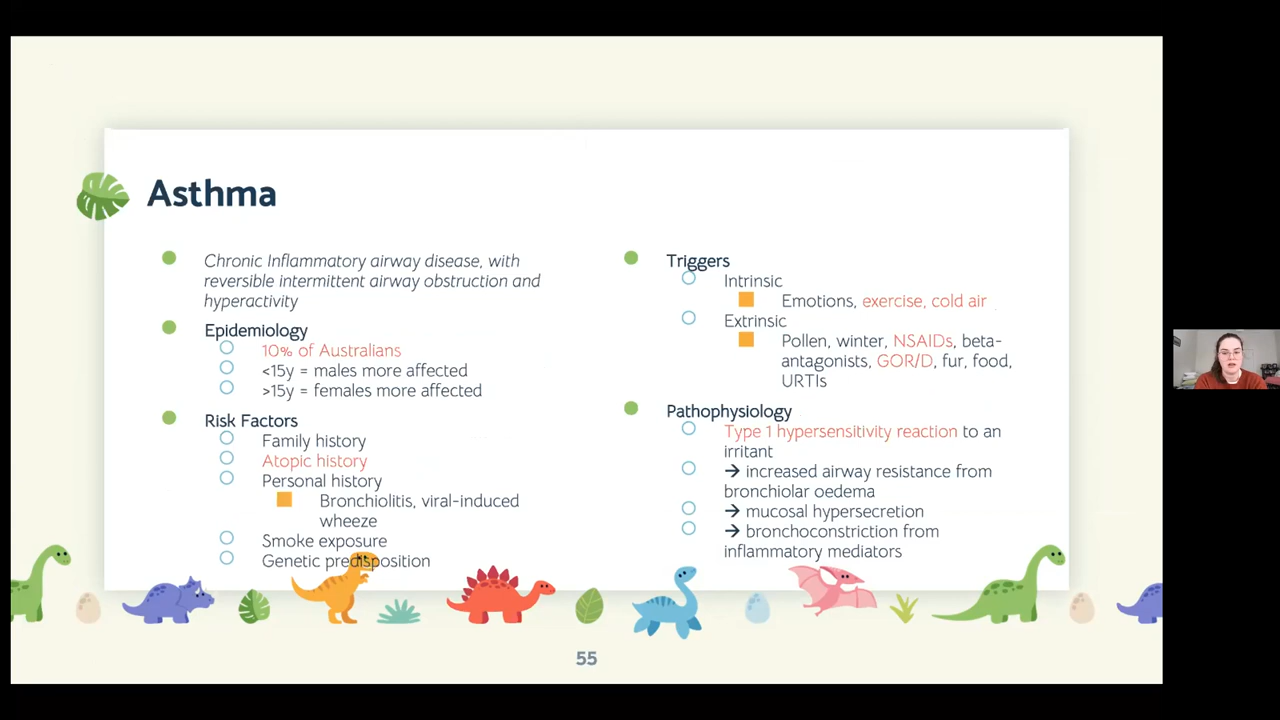 Asthma
Chronic Inflammatory airway disease, with
reversible intermittent airway obstruction and
hyperactivity
Epidemiology
10% of Australians
<15y = males more affected
>15y = females more affected
Risk Factors
Family history
Atopic history
Personal history
Bronchiolitis, viral-induced
wheeze
Smoke exposure
Genetic predisposition
Triggers
Intrinsic
Emotions, exercise, cold air
Extrinsic
Pollen, winter, NSAIDs, beta-
antagonists, GOR/D, fur, food,
URTIs
Pathophysiology
Type 1 hypersensitivity reaction to an
irritant
→ increased airway resistance from
bronchiolar oedema
→ mucosal hypersecretion
→ bronchoconstriction from
inflammatory mediators
55